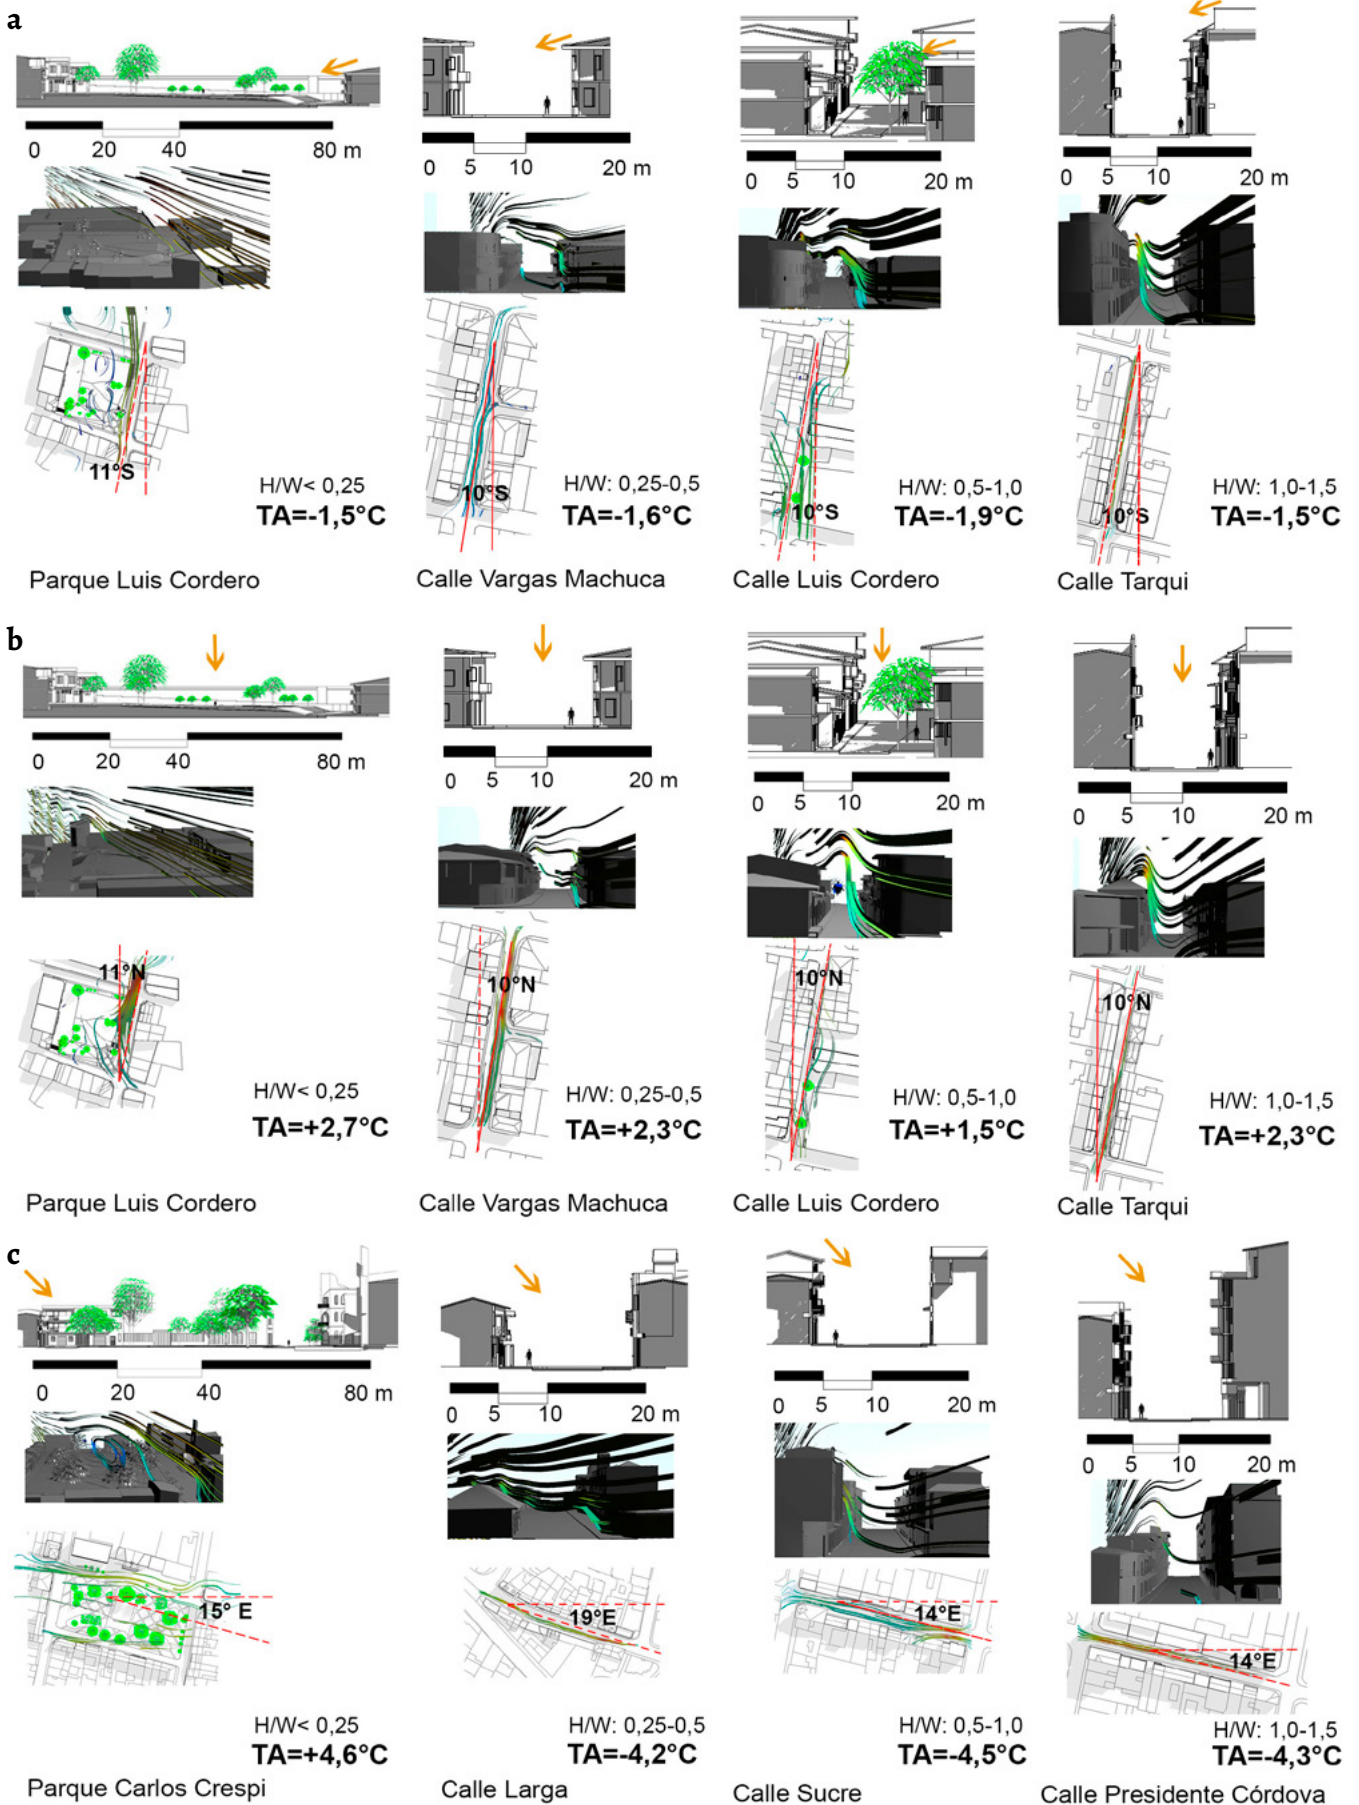 a
0 20 40 80 m
0 5 10 20 m
0 5 10 20 m
0 5 10 20 m
11°S
H/W< 0,25
TA=-1,5°C
Parque Luis Cordero
10°S
H/W: 0,25-0,5
TA=-1,6°C
Calle Vargas Machuca
10°S
H/W: 0,5-1,0
TA=-1,9°C
Calle Luis Cordero
10°S
H/W: 1,0-1,5
TA=-1,5°C
Calle Tarqui
b
0 20 40 80 m
0 5 10 20 m
0 5 10 20 m
0 5 10 20 m
11°N
H/W< 0,25
TA=+2,7°C
Parque Luis Cordero
10°N
H/W: 0,25-0,5
TA=+2,3°C
Calle Vargas Machuca
10°N
H/W: 0,5-1,0
TA=+1,5°C
Calle Luis Cordero
10°N
H/W: 1,0-1,5
TA=+2,3°C
Calle Tarqui
c
0 20 40 80 m
0 5 10 20 m
0 5 10 20 m
0 5 10 20 m
15° E
H/W< 0,25
TA=+4,6°C
Parque Carlos Crespi
19°E
H/W: 0,25-0,5
TA=-4,2°C
Calle Larga
14°E
H/W: 0,5-1,0
TA=-4,5°C
Calle Sucre
14°E
H/W: 1,0-1,5
TA=-4,3°C
Calle Presidente Córdova